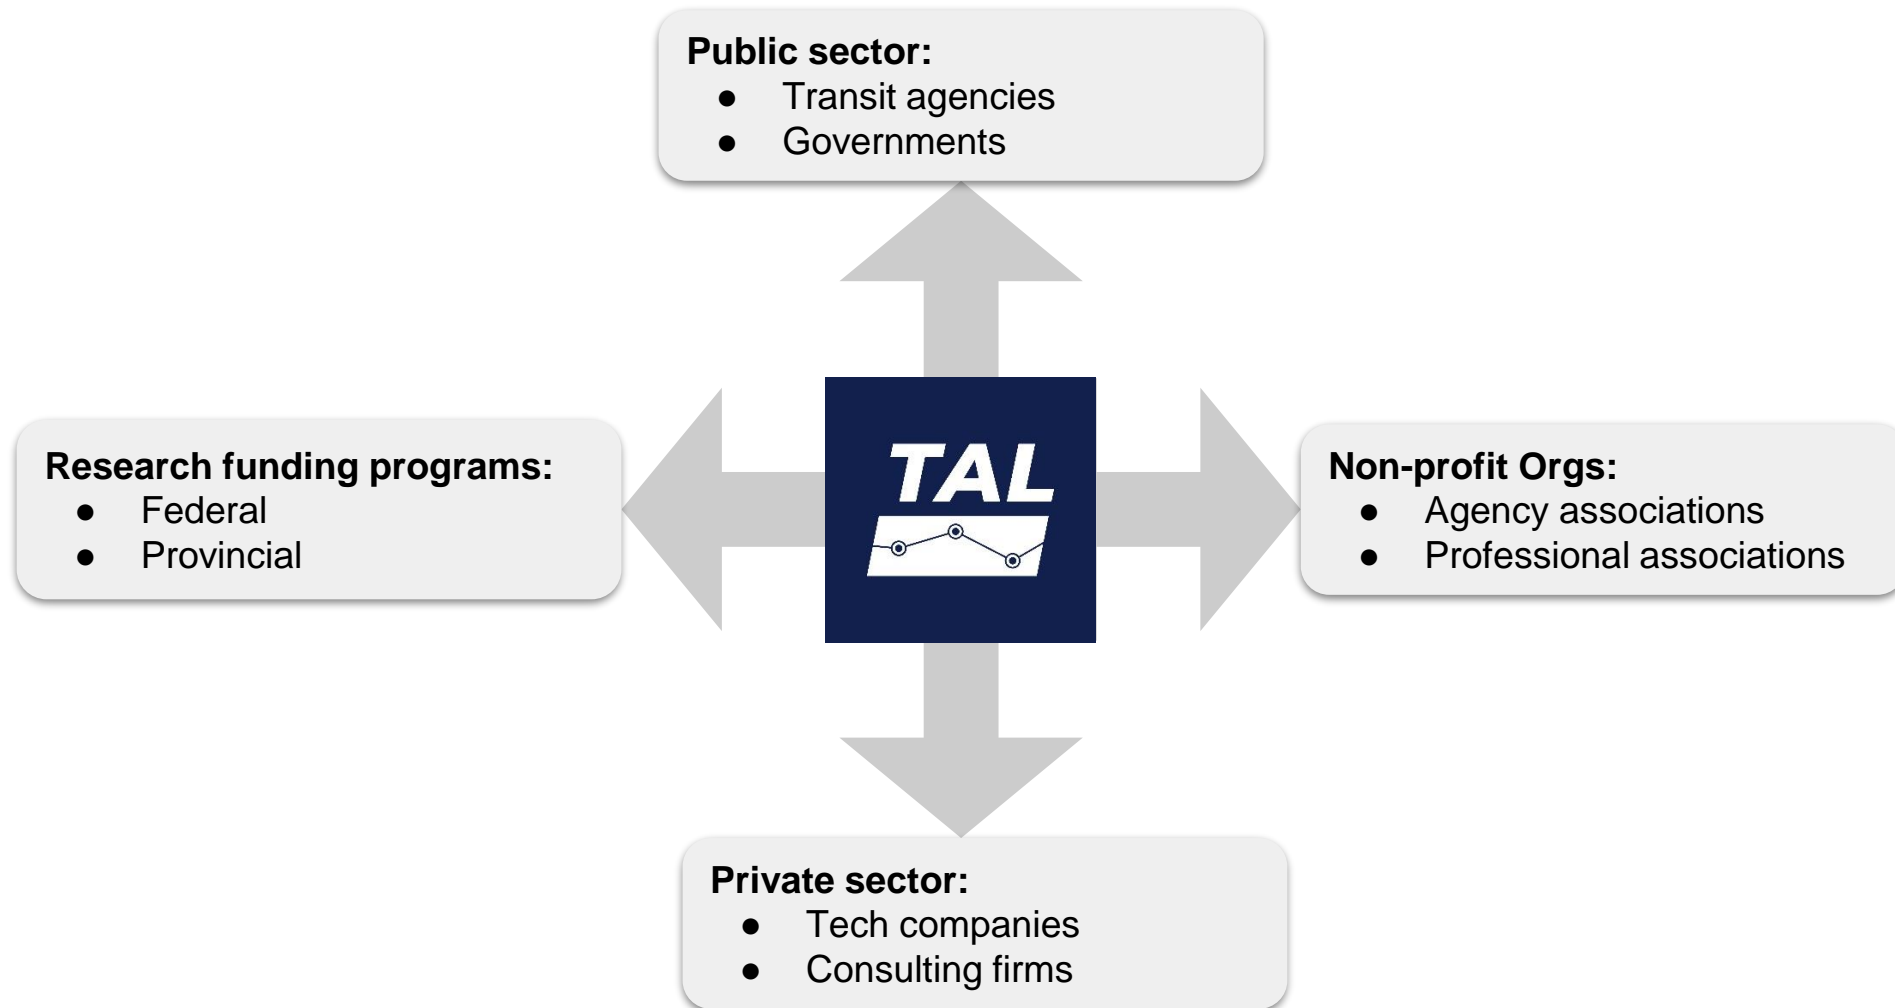 Public sector:
● Transit agencies
● Governments
Research funding programs:
● Federal
● Provincial
TAL
Non-profit Orgs:
● Agency associations
● Professional associations
Private sector:
● Tech companies
● Consulting firms